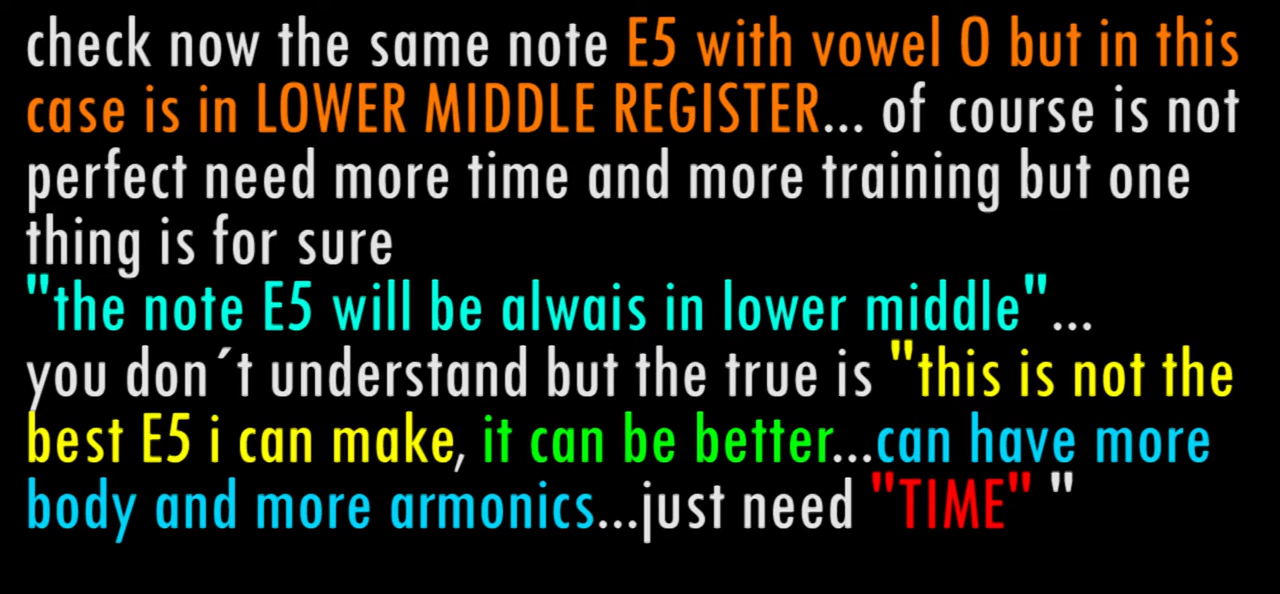 check now the same note E5 with vowel O but in this
case is in LOWER MIDDLE REGISTER... of course is not
perfect need more time and more training but one
thing is for sure
"the note E5 will be alwais in lower middle"...
you don´t understand but the true is "this is not the
best E5 i can make, it can be better...can have more
body and more armonics...just need "TIME" "